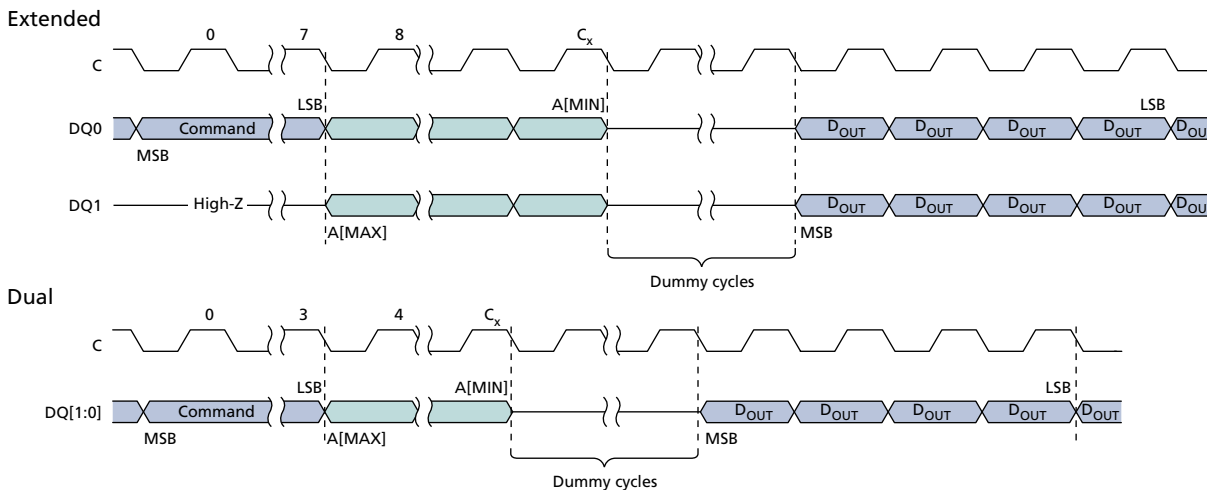 Extended
0 7 8 Cx
C
LSB A[MIN] LSB
DQ0 Command DOUT DOUT DOUT DOUT DOU
MSB
DQ1 High-Z DOUT DOUT DOUT DOUT DOU
A[MAX] MSB
Dummy cycles
Dual
0 3 4 Cx
C
LSB A[MIN] LSB
DQ[1:0] Command DOUT DOUT DOUT DOUT DOUT
MSB A[MAX] MSB
Dummy cycles